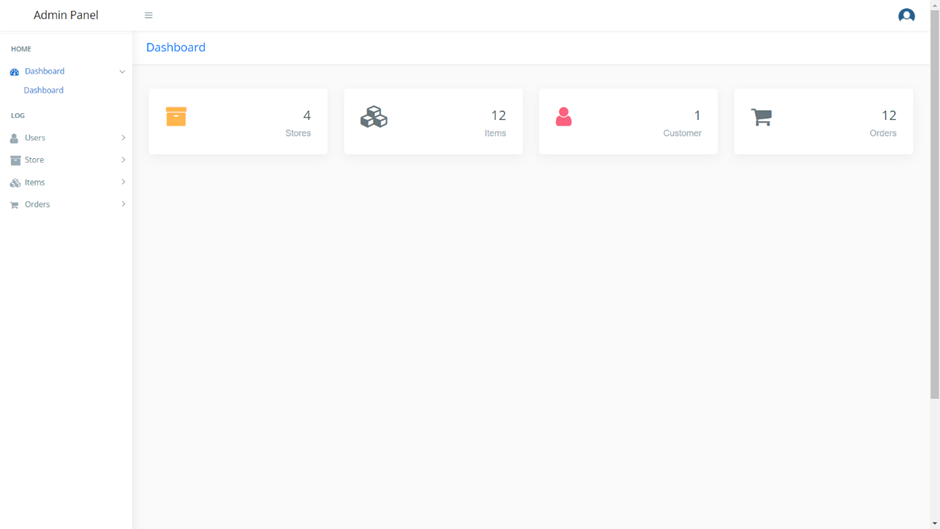 Admin Panel
HOME
Dashboard
Dashboard
LOG
Users
Store
Items
Orders
Dashboard
4
Stores
12
Items
1
Customer
12
Orders